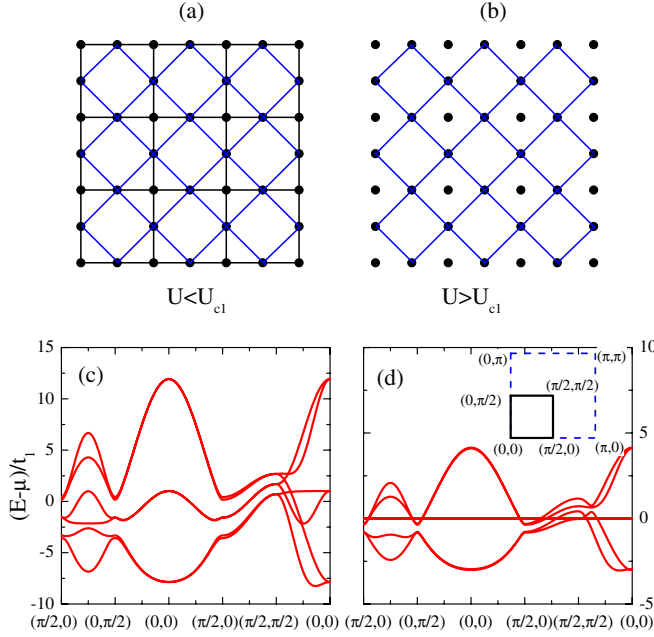 (a) (b)
U<U_c1 U>U_c1
(c)
(E-μ)/t_1
15
10
5
0
-5
-10
(π/2,0) (0,π/2) (0,0) (π/2,0) (π/2,π/2) (0,0)
(d)
(0,π) (π,π)
(0,π/2) (π/2,π/2)
(0,0) (π/2,0) (π,0)
10
5
0
-5
(π/2,0) (0,π/2) (0,0) (π/2,0) (π/2,π/2) (0,0)